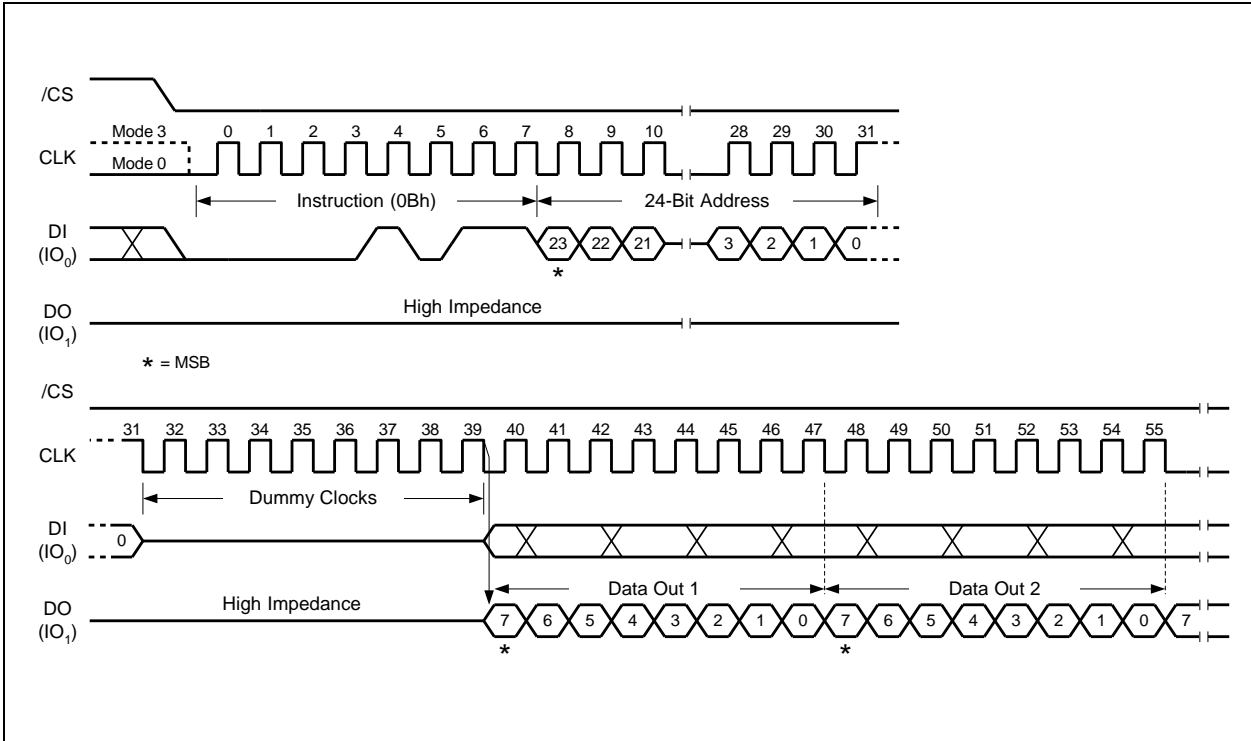 /CS
Mode 3
0 1 2 3 4 5 6 7 8 9 10 28 29 30 31
CLK
Mode 0
Instruction (0Bh)
24-Bit Address
DI
(IO0)
23 22 21 3 2 1 0
*
High Impedance
DO
(IO1)
* = MSB
/CS
31 32 33 34 35 36 37 38 39 40 41 42 43 44 45 46 47 48 49 50 51 52 53 54 55
CLK
Dummy Clocks
DI
(IO0)
0
Data Out 1
Data Out 2
High Impedance
DO
(IO1)
7 6 5 4 3 2 1 0 7 6 5 4 3 2 1 0 7
* *